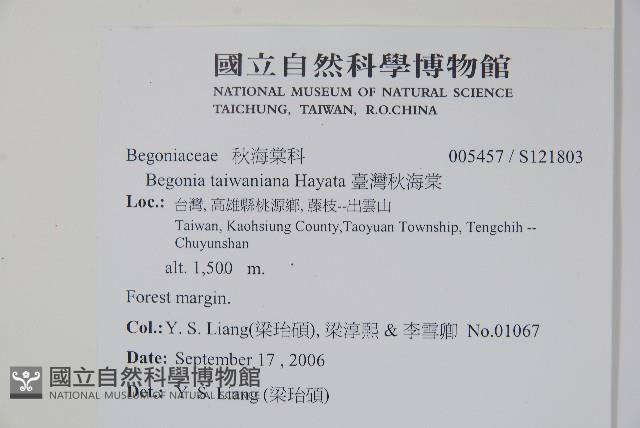 國立自然科學博物館
NATIONAL MUSEUM OF NATURAL SCIENCE
TAICHUNG, TAIWAN, R.O.CHINA
Begoniaceae 秋海棠科 005457 / S121803
Begonia taiwaniana Hayata 臺灣秋海棠
Loc.: 台灣, 高雄縣桃源鄉, 藤枝--出雲山
Taiwan, Kaohsiung County,Taoyuan Township, Tengchih --
Chuyunshan
alt. 1,500 m.
Forest margin.
Col.: Y. S. Liang(梁珆碩), 梁淳熙 & 李雪卿 No.01067
Date: September 17 , 2006
Det.: Y. S. Liang (梁珆碩)
國立自然科學博物館
NATIONAL MUSEUM OF NATURAL SCIENCE